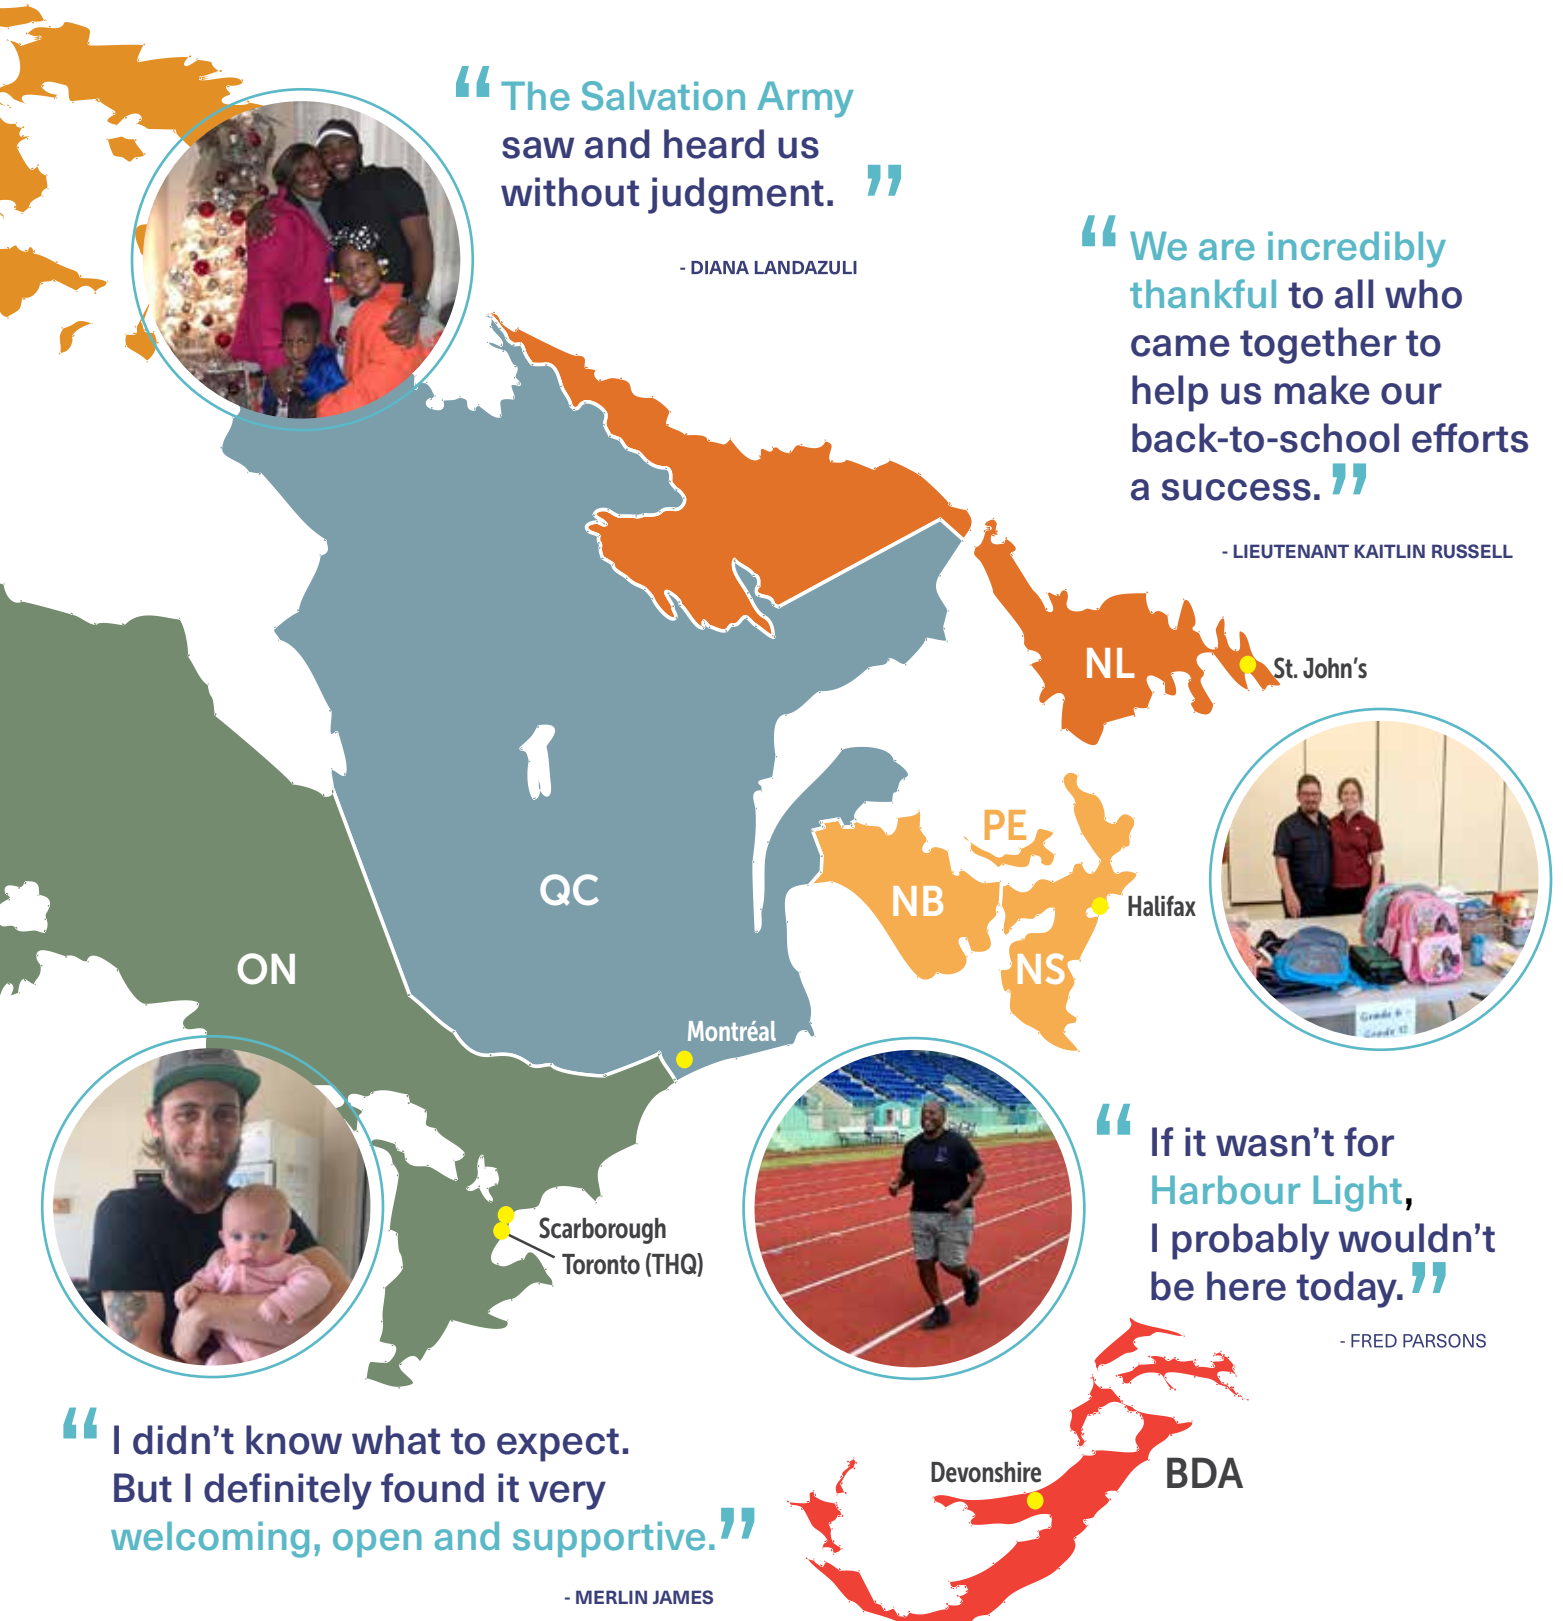 “ The Salvation Army
saw and heard us
without judgment. ”
- DIANA LANDAZULI
“ We are incredibly
thankful to all who
came together to
help us make our
back-to-school efforts
a success. ”
- LIEUTENANT KAITLIN RUSSELL
NL
St. John’s
PE
QC
NB
Halifax
ON
NS
Grade 6 -
Grade 12
Montréal
“ If it wasn’t for
Harbour Light,
I probably wouldn’t
be here today. ”
- FRED PARSONS
Scarborough
Toronto (THQ)
“ I didn’t know what to expect.
But I definitely found it very
welcoming, open and supportive. ”
- MERLIN JAMES
Devonshire
BDA